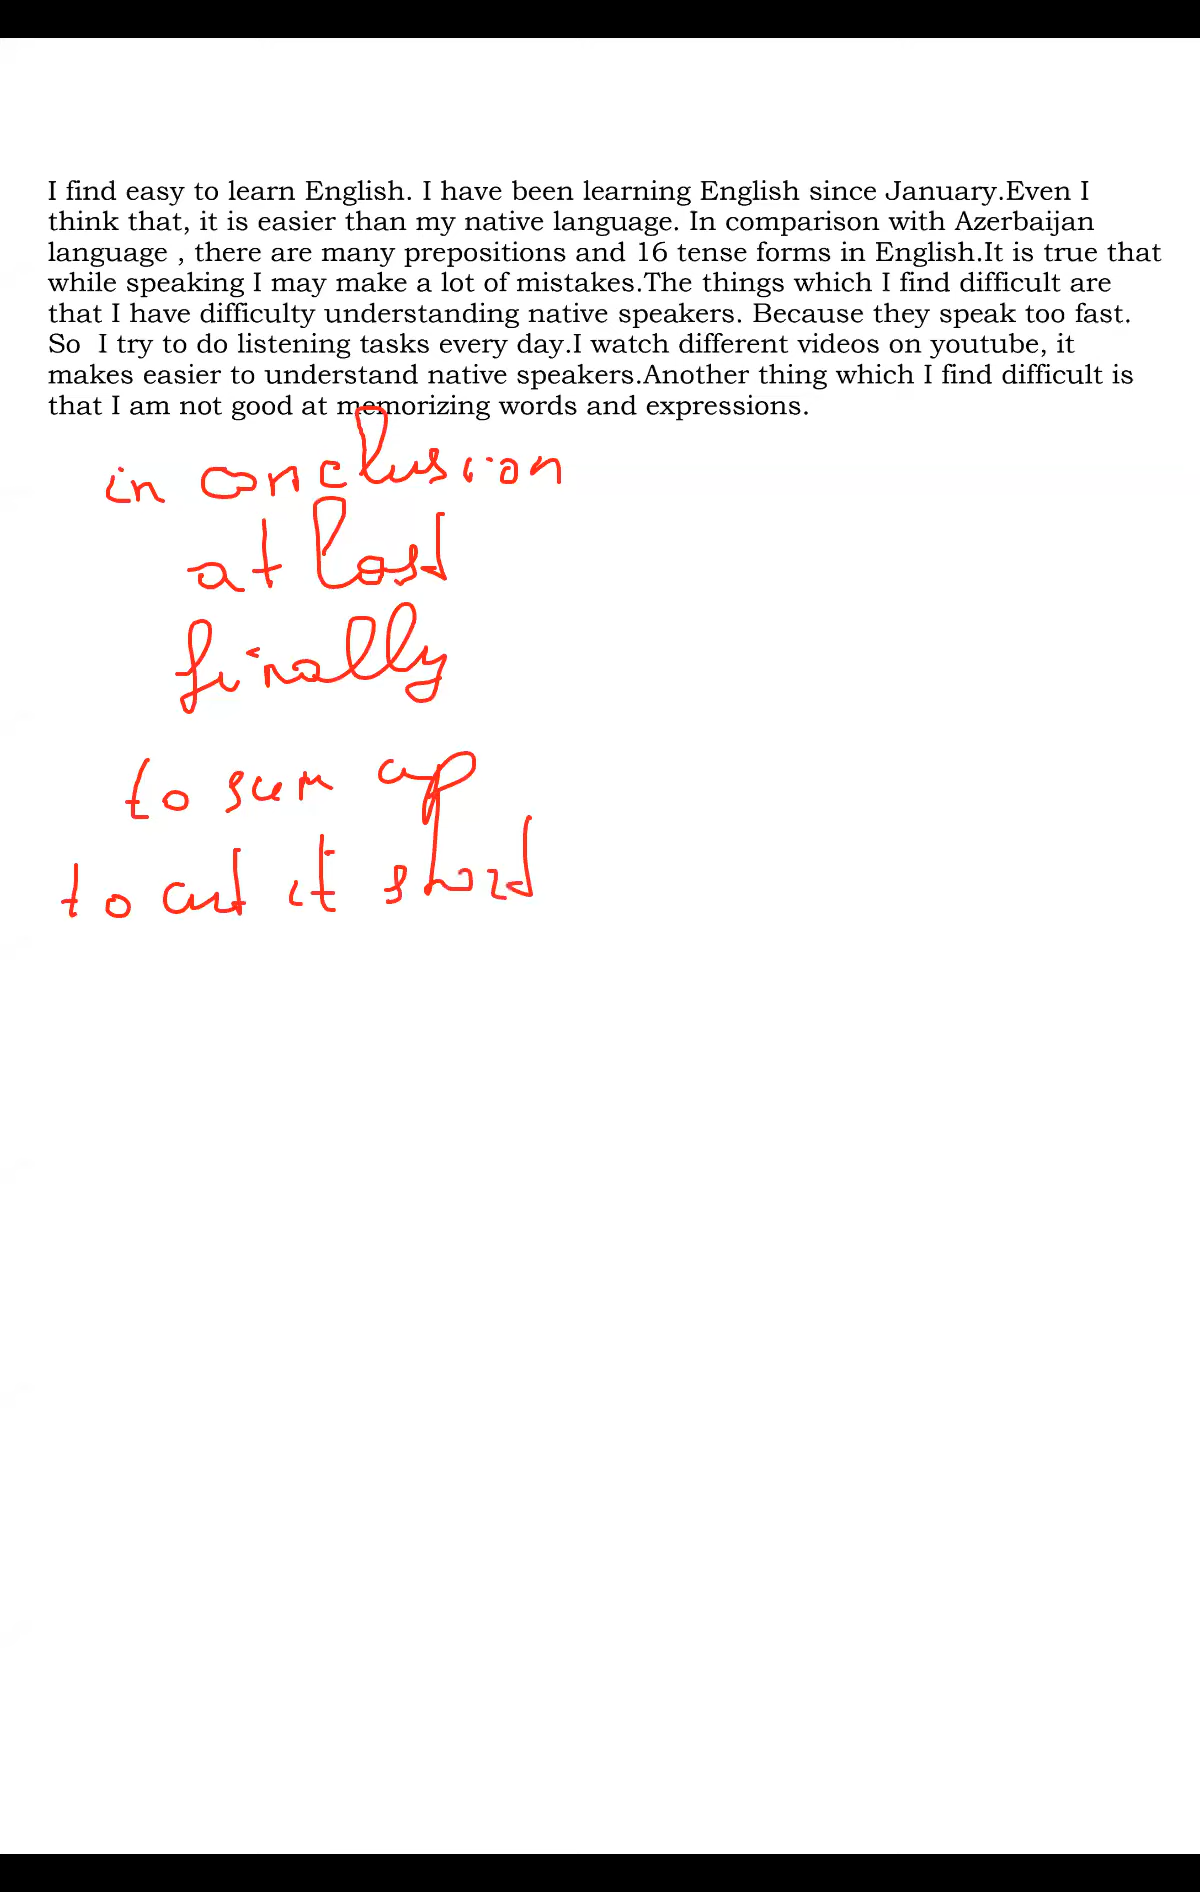 I find easy to learn English. I have been learning English since January.Even I
think that, it is easier than my native language. In comparison with Azerbaijan
language , there are many prepositions and 16 tense forms in English.It is true that
while speaking I may make a lot of mistakes.The things which I find difficult are
that I have difficulty understanding native speakers. Because they speak too fast.
So  I try to do listening tasks every day.I watch different videos on youtube, it
makes easier to understand native speakers.Another thing which I find difficult is
that I am not good at memorizing words and expressions.
in conclusion
at last
finally
to sum up
to cut it short